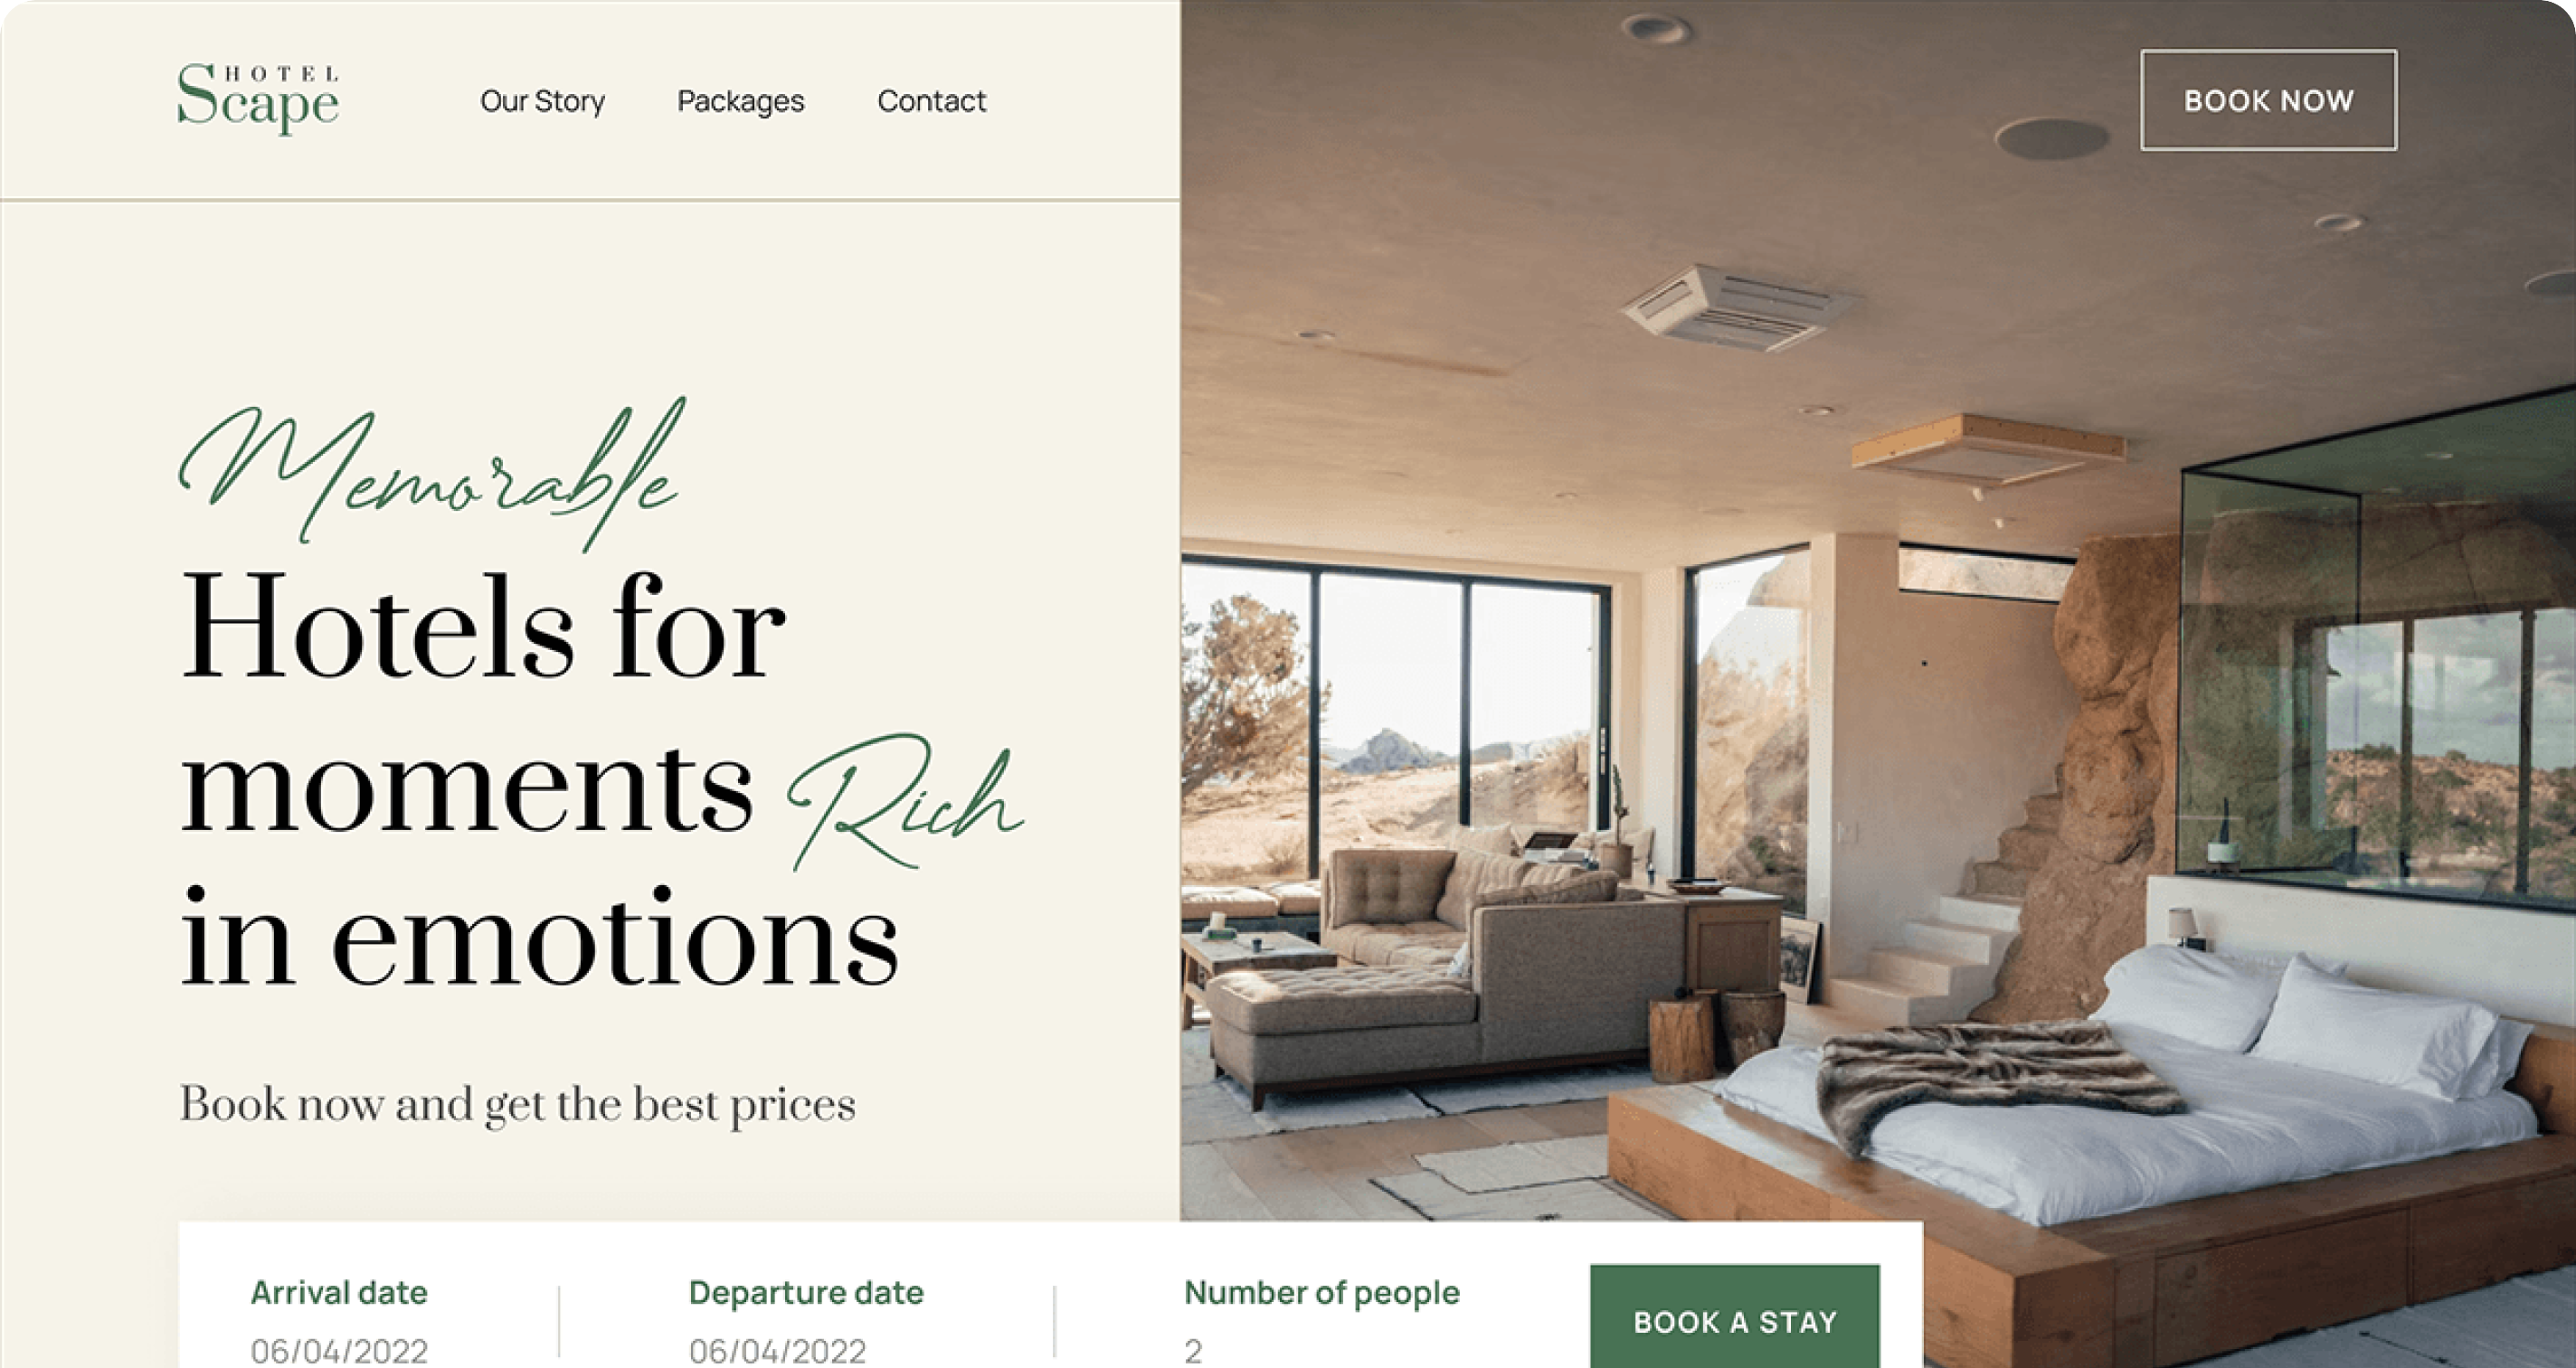 HOTEL
Scape
Our Story
Packages
Contact
BOOK NOW
Memorable
Hotels for
moments Rich
in emotions
Book now and get the best prices
Arrival date
06/04/2022
Departure date
06/04/2022
Number of people
2
BOOK A STAY